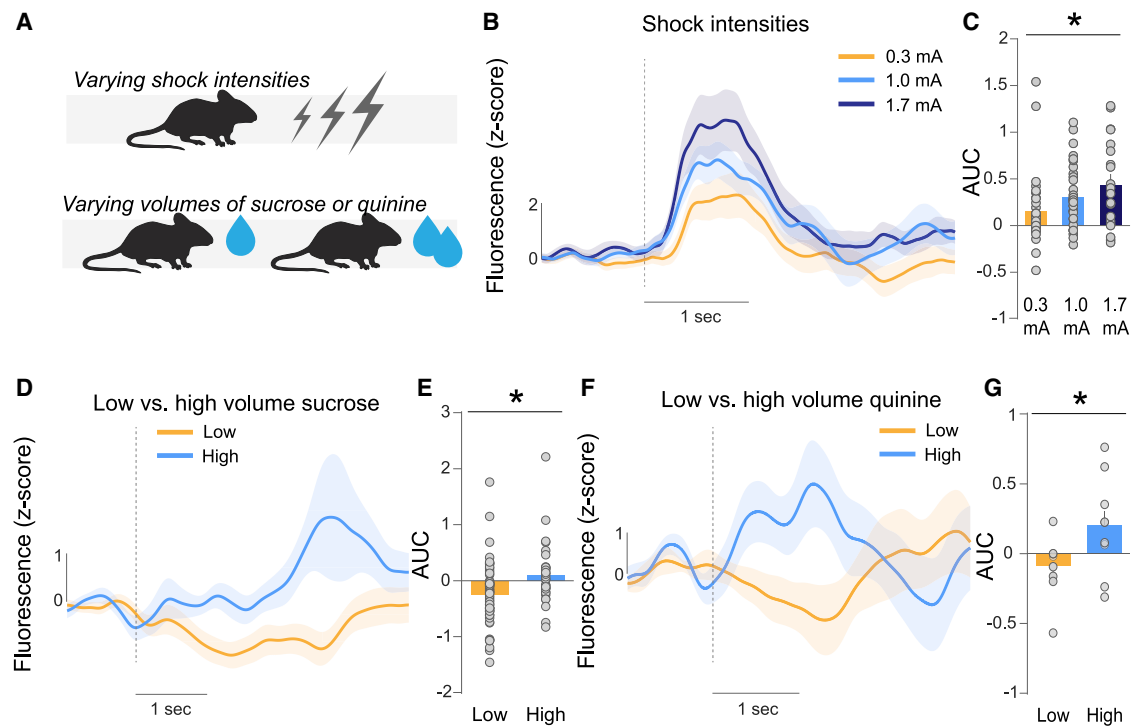 A
Varying shock intensities
Varying volumes of sucrose or quinine
B
Shock intensities
0.3 mA
1.0 mA
1.7 mA
Fluorescence (z-score)
2
0
1 sec
C
*
AUC
2
1.5
1
0.5
0
-0.5
-1
0.3 mA
1.0 mA
1.7 mA
D
Low vs. high volume sucrose
Low
High
Fluorescence (z-score)
1
0
1 sec
E
*
AUC
3
2
1
0
-1
-2
Low
High
F
Low vs. high volume quinine
Low
High
Fluorescence (z-score)
1
0
1 sec
G
*
AUC
1
0.5
0
-0.5
-1
Low
High